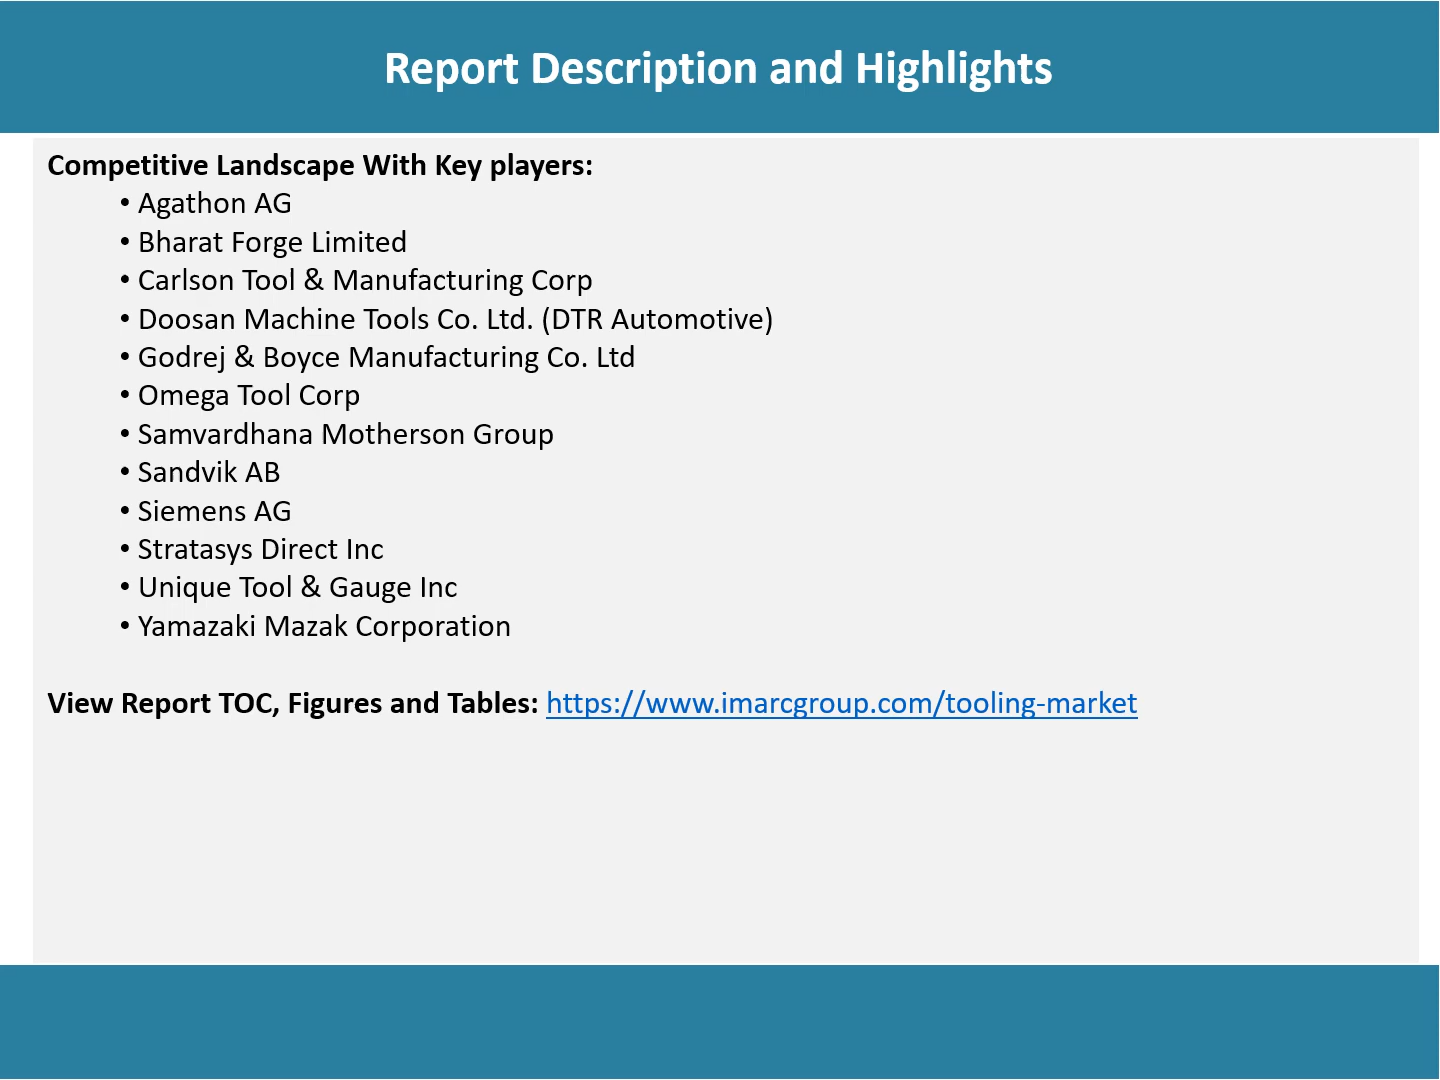 Report Description and Highlights
Competitive Landscape With Key players:
• Agathon AG
• Bharat Forge Limited
• Carlson Tool & Manufacturing Corp
• Doosan Machine Tools Co. Ltd. (DTR Automotive)
• Godrej & Boyce Manufacturing Co. Ltd
• Omega Tool Corp
• Samvardhana Motherson Group
• Sandvik AB
• Siemens AG
• Stratasys Direct Inc
• Unique Tool & Gauge Inc
• Yamazaki Mazak Corporation
View Report TOC, Figures and Tables: https://www.imarcgroup.com/tooling-market